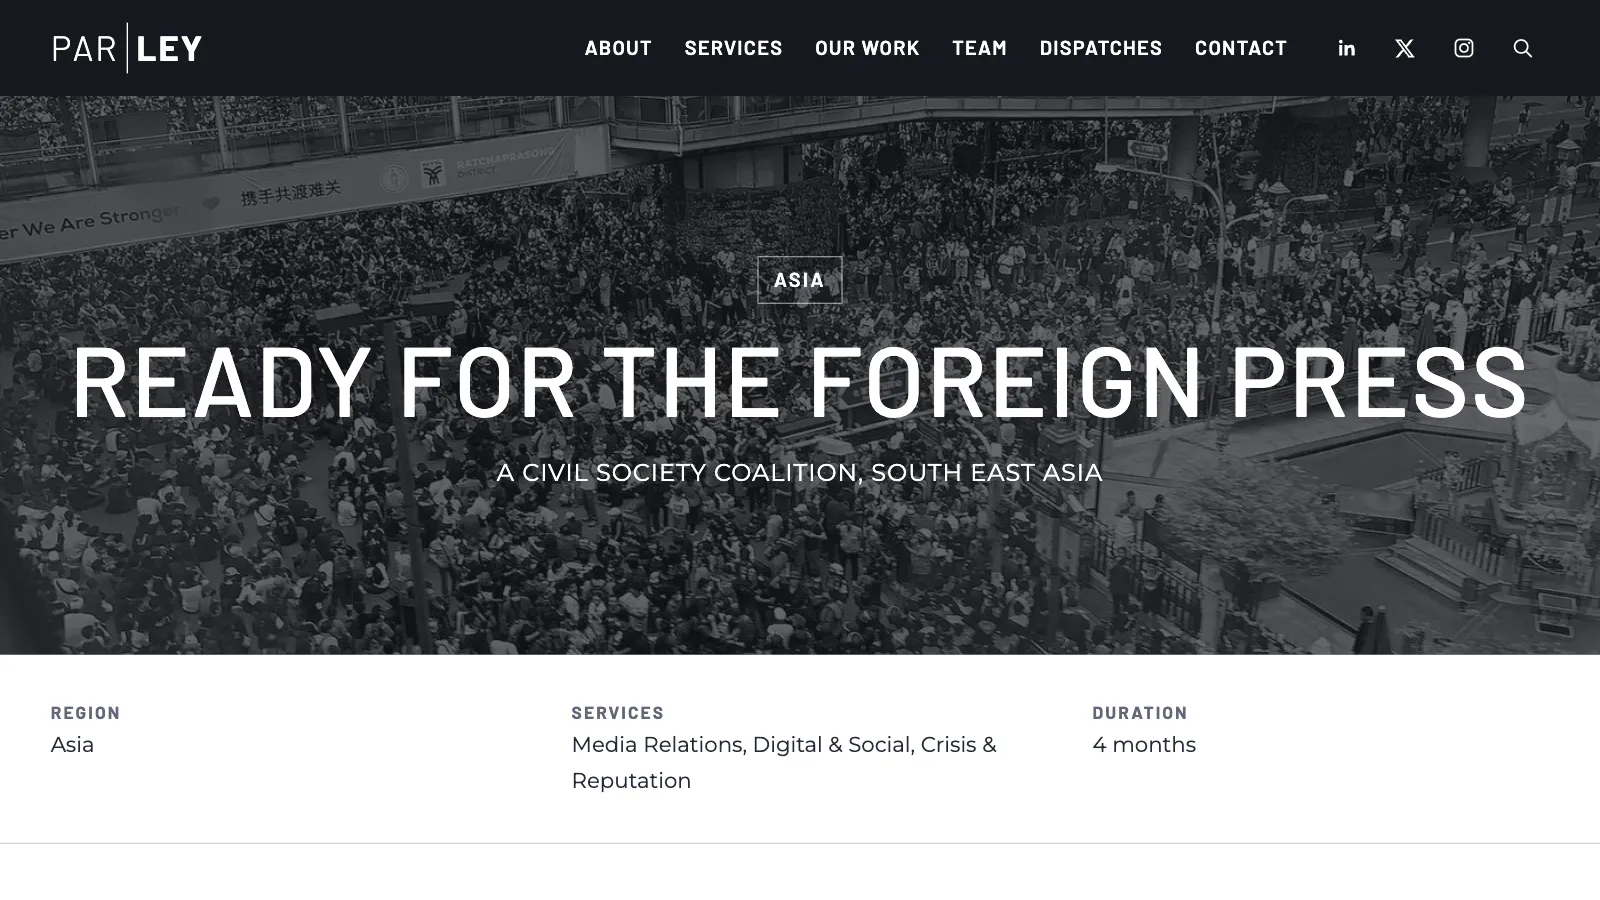 PAR|LEY
ABOUT SERVICES OUR WORK TEAM DISPATCHES CONTACT
er We Are Stronger 携手共渡难关 RATCHAPRASONG
DISTRICT
ASIA
READY FOR THE FOREIGN PRESS
A CIVIL SOCIETY COALITION, SOUTH EAST ASIA
REGION
Asia
SERVICES
Media Relations, Digital & Social, Crisis &
Reputation
DURATION
4 months